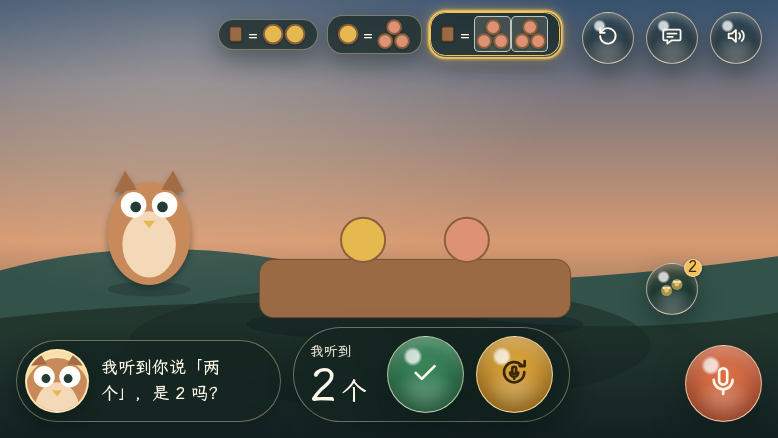 =
=
=
2
我听到你说「两
个」，是 2 吗?
我听到
2 个